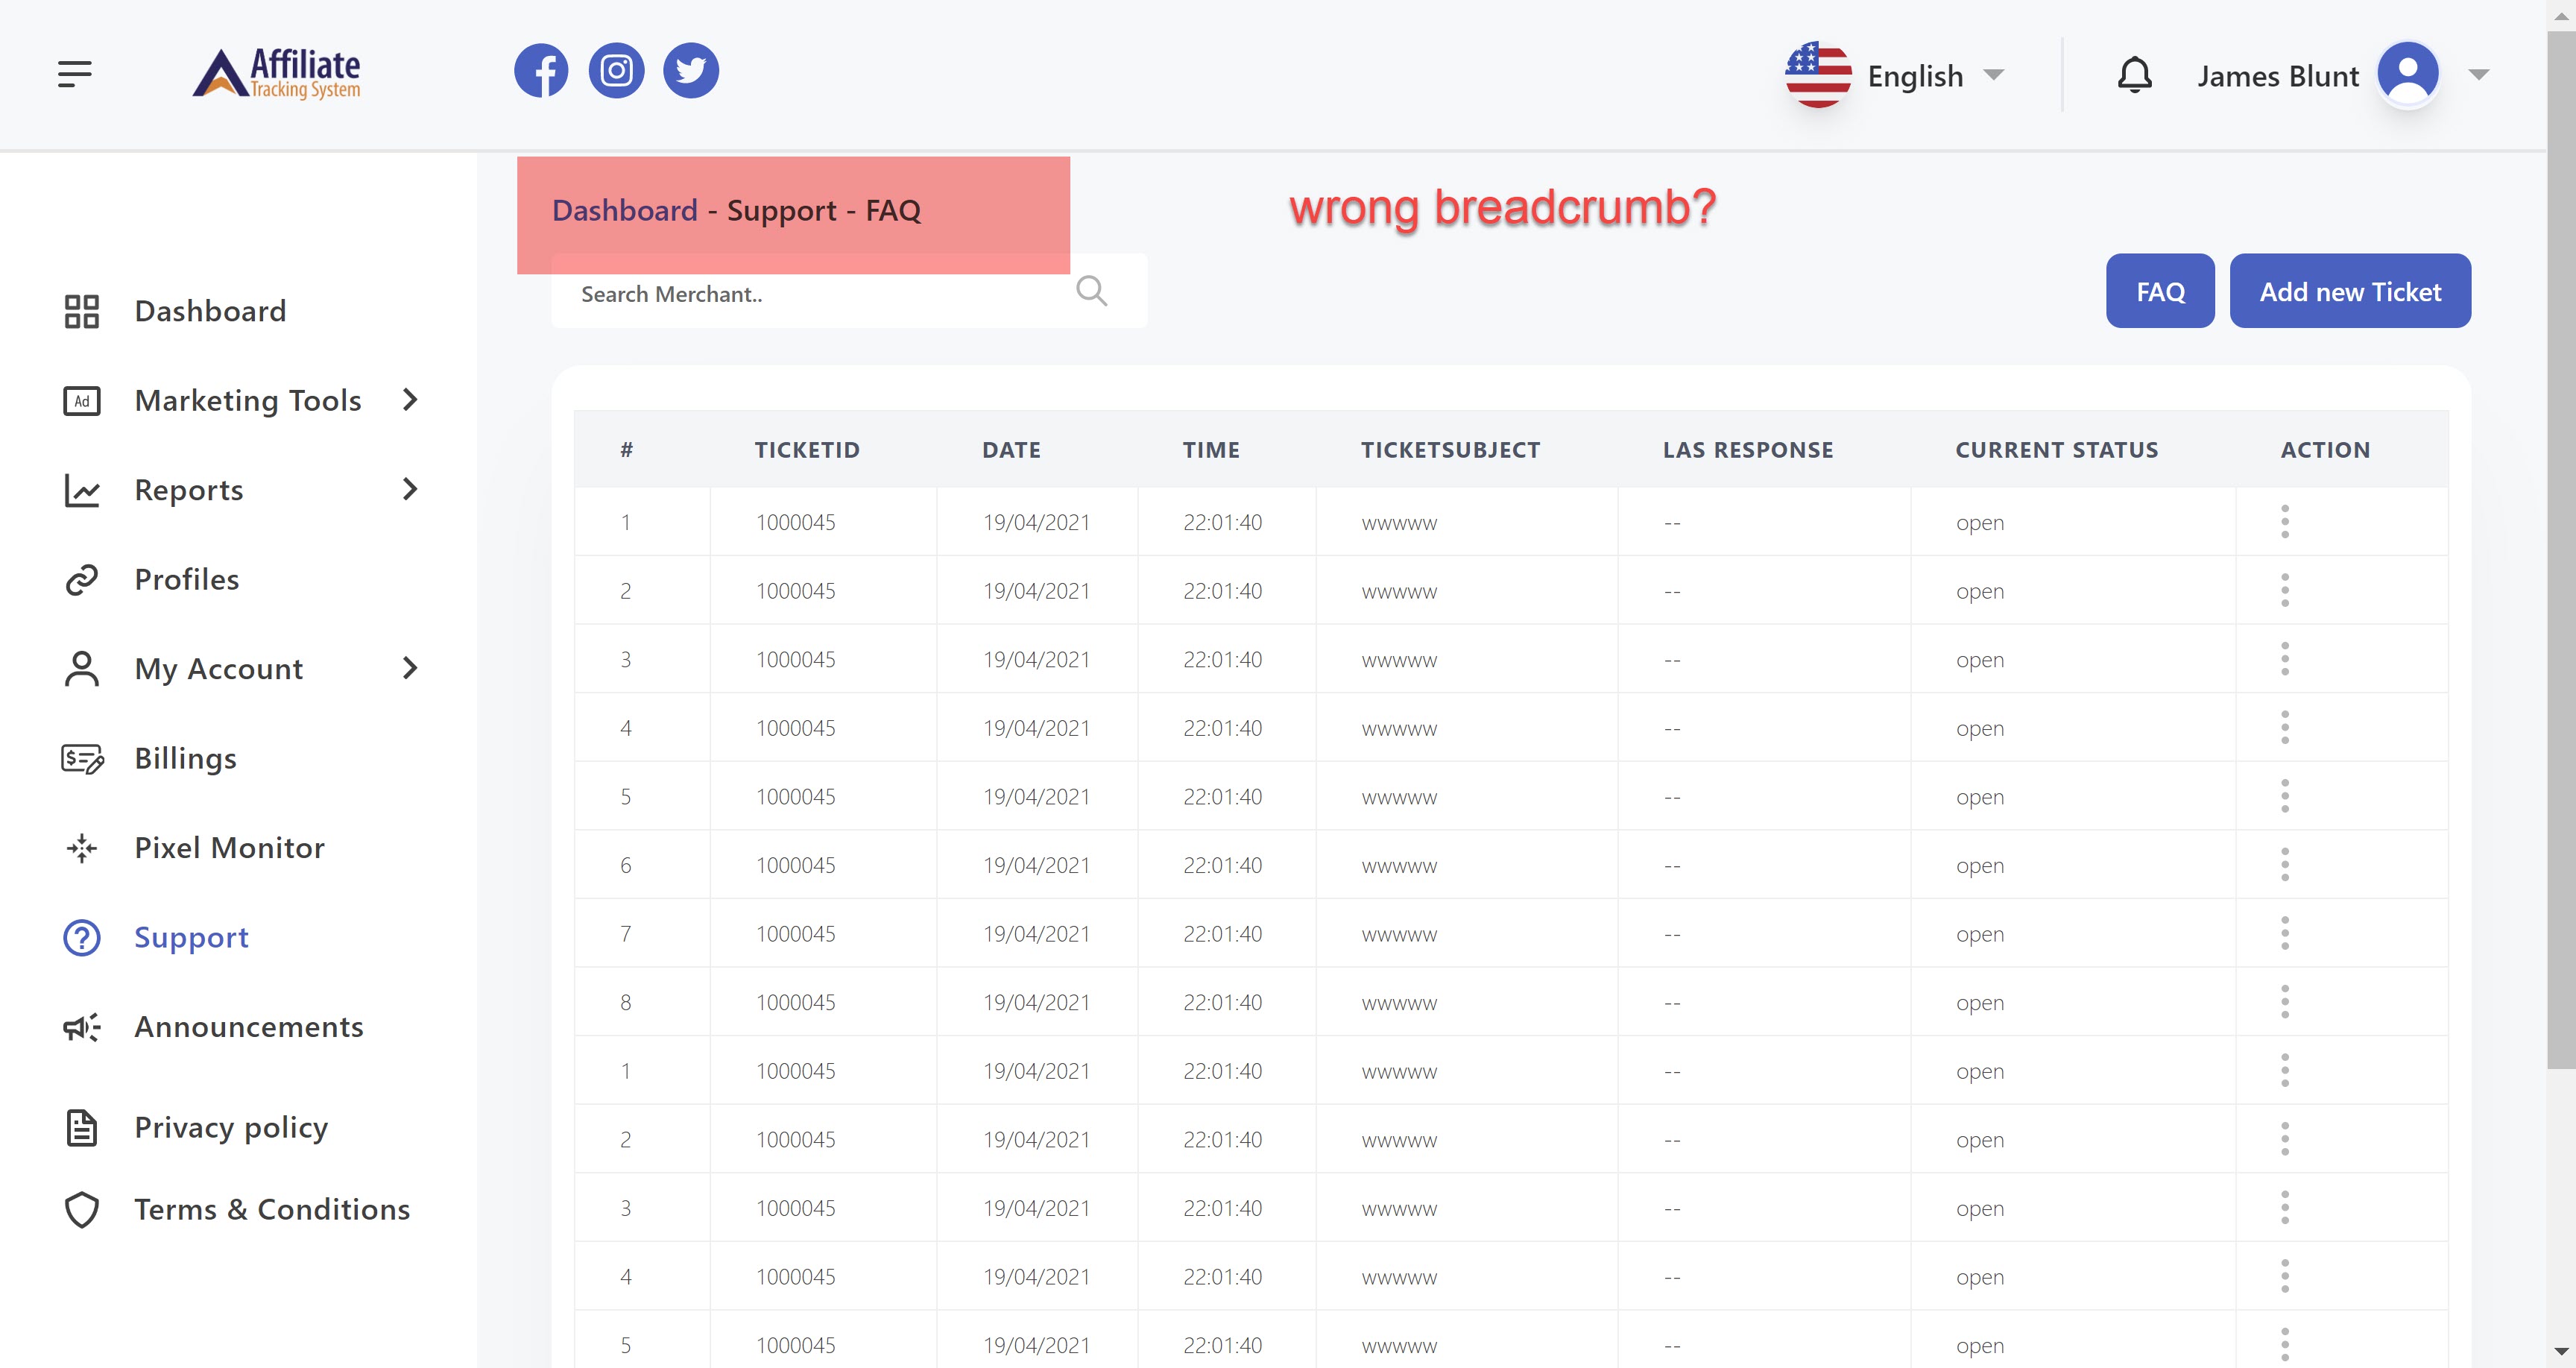 Affiliate
Tracking System
English
James Blunt
Dashboard - Support - FAQ
wrong breadcrumb?
Search Merchant..
FAQ
Add new Ticket
Dashboard
Ad
Marketing Tools
Reports
Profiles
My Account
$
Billings
Pixel Monitor
?
Support
Announcements
Privacy policy
Terms & Conditions
# TICKETID DATE TIME TICKETSUBJECT LAS RESPONSE CURRENT STATUS ACTION
1 1000045 19/04/2021 22:01:40 wwwww -- open
2 1000045 19/04/2021 22:01:40 wwwww -- open
3 1000045 19/04/2021 22:01:40 wwwww -- open
4 1000045 19/04/2021 22:01:40 wwwww -- open
5 1000045 19/04/2021 22:01:40 wwwww -- open
6 1000045 19/04/2021 22:01:40 wwwww -- open
7 1000045 19/04/2021 22:01:40 wwwww -- open
8 1000045 19/04/2021 22:01:40 wwwww -- open
1 1000045 19/04/2021 22:01:40 wwwww -- open
2 1000045 19/04/2021 22:01:40 wwwww -- open
3 1000045 19/04/2021 22:01:40 wwwww -- open
4 1000045 19/04/2021 22:01:40 wwwww -- open
5 1000045 19/04/2021 22:01:40 wwwww -- open